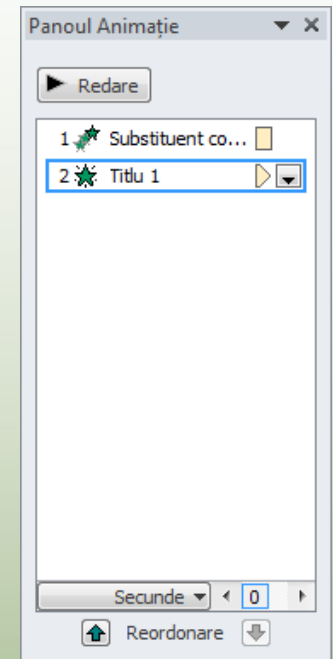 Panoul Animație
Redare
1 Substituent co...
2 Titlu 1
Secunde 0
Reordonare